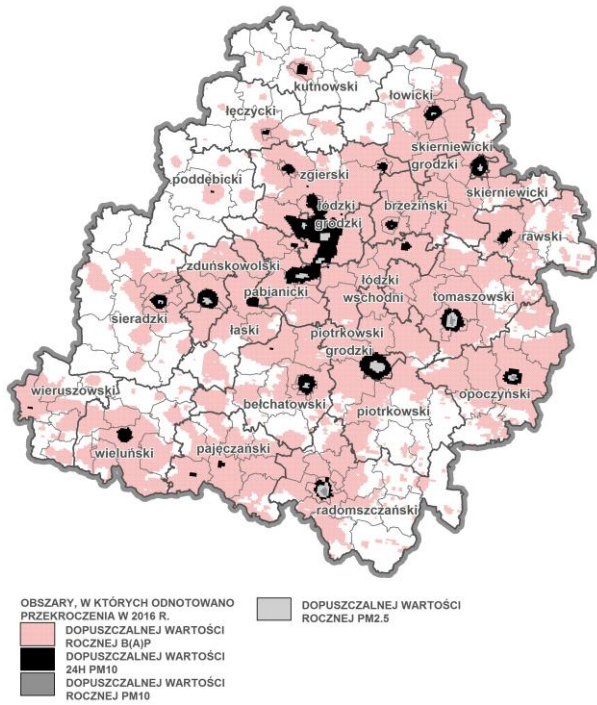 kutnowski
łowicki
łęczycki
skierniewicki
grodzki
zgierski
poddębicki
skierniewicki
łódzki
grodzki
brzeziński
rawski
zduńskowolski
łódzki
wschodni
pabianicki
tomaszowski
sieradzki
łaski
piotrkowski
grodzki
wieruszowski
opoczyński
bełchatowski
piotrkowski
pajęczański
wieluński
radomszczański
OBSZARY, W KTÓRYCH ODNOTOWANO
PRZEKROCZENIA W 2016 R.
DOPUSZCZALNEJ WARTOŚCI
ROCZNEJ B(A)P
DOPUSZCZALNEJ WARTOŚCI
24H PM10
DOPUSZCZALNEJ WARTOŚCI
ROCZNEJ PM10
DOPUSZCZALNEJ WARTOŚCI
ROCZNEJ PM2.5